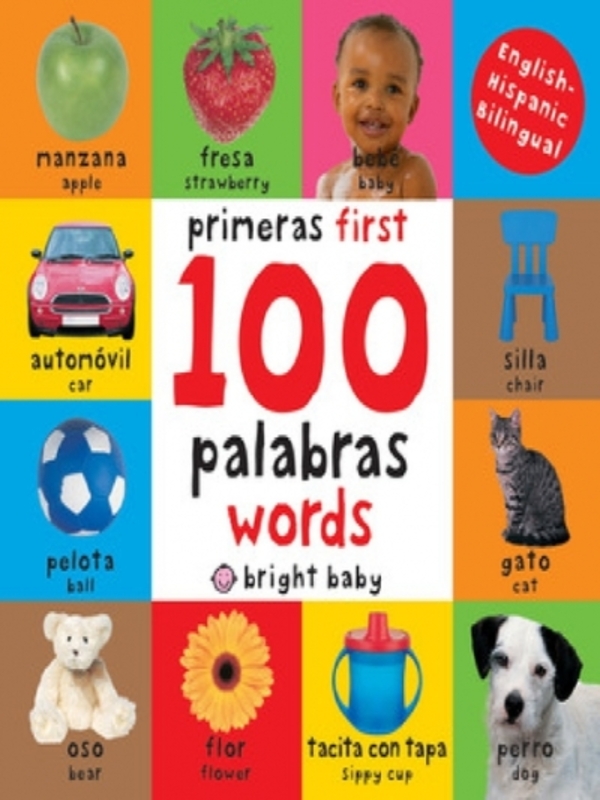 manzana
apple
fresa
strawberry
bebé
baby
English-
Hispanic
Bilingual
automóvil
car
primeras first
100
palabras
words
bright baby
silla
chair
pelota
ball
gato
cat
oso
bear
flor
flower
tacita con tapa
sippy cup
perro
dog